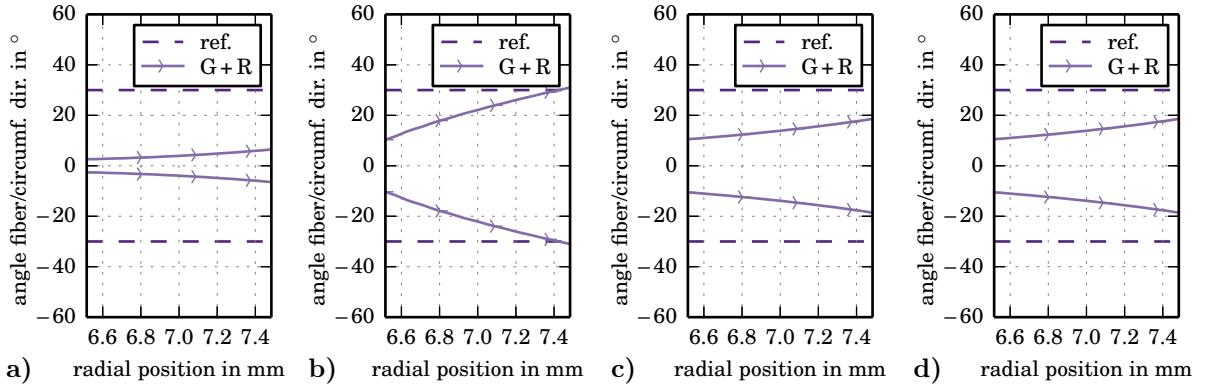 60
40
20
0
−20
−40
−60
angle fiber/circumf. dir. in °
ref.
G+R
6.6 6.8 7.0 7.2 7.4
radial position in mm
a)
60
40
20
0
−20
−40
−60
angle fiber/circumf. dir. in °
ref.
G+R
6.6 6.8 7.0 7.2 7.4
radial position in mm
b)
60
40
20
0
−20
−40
−60
angle fiber/circumf. dir. in °
ref.
G+R
6.6 6.8 7.0 7.2 7.4
radial position in mm
c)
60
40
20
0
−20
−40
−60
angle fiber/circumf. dir. in °
ref.
G+R
6.6 6.8 7.0 7.2 7.4
radial position in mm
d)